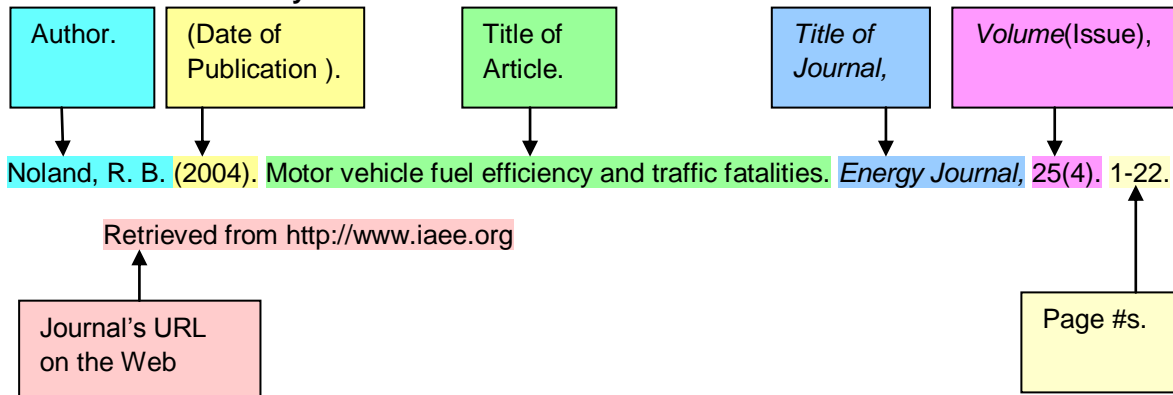 Author.
(Date of
Publication ).
Title of
Article.
Title of
Journal,
Volume(Issue),
Noland, R. B. (2004). Motor vehicle fuel efficiency and traffic fatalities. Energy Journal, 25(4). 1-22.
Retrieved from http://www.iaee.org
Journal’s URL
on the Web
Page #s.